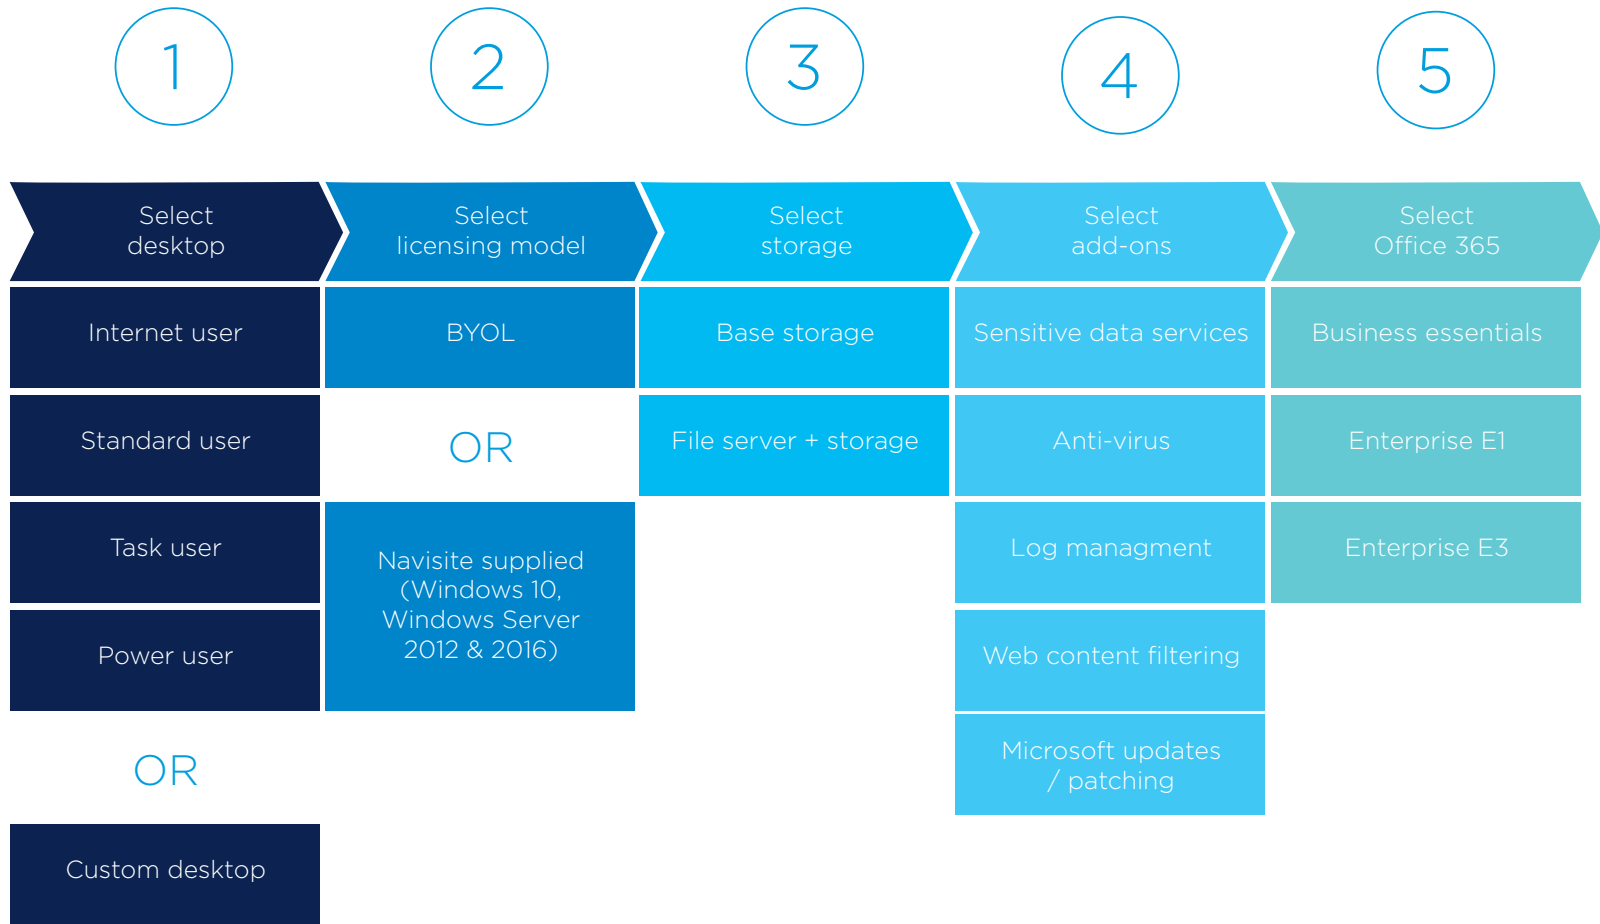 1
2
3
4
5
Select
desktop
Select
licensing model
Select
storage
Select
add-ons
Select
Office 365
Internet user
BYOL
Base storage
Sensitive data services
Business essentials
Standard user
OR
File server + storage
Anti-virus
Enterprise E1
Task user
Navisite supplied
(Windows 10,
Windows Server
2012 & 2016)
Log managment
Enterprise E3
Power user
Web content filtering
OR
Microsoft updates
/ patching
Custom desktop